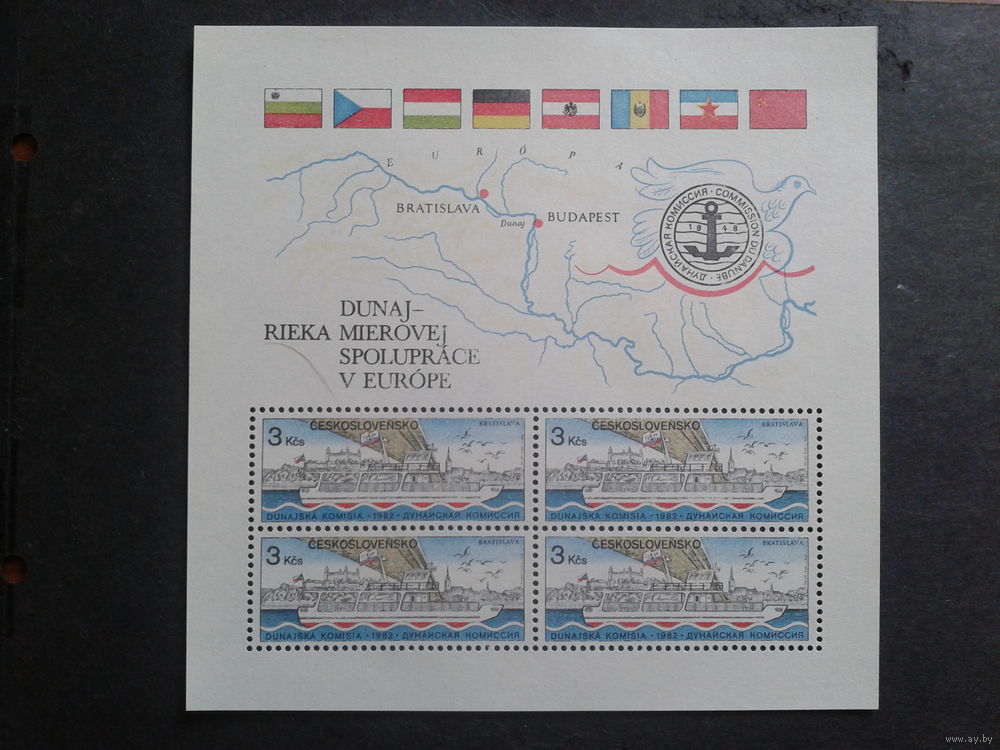 E U R Ó P A
BRATISLAVA
Dunaj
BUDAPEST
ДУНАЙСКАЯ КОМИССИЯ · COMMISSION DU DANUBE ·
1948
DUNAJ–
RIEKA MIEROVEJ
SPOLUPRÁCE
V EURÓPE
3 Kčs ČESKOSLOVENSKO BRATISLAVA
DUNAJSKÁ KOMISIA · 1982 · ДУНАЙСКАЯ КОМИССИЯ
3 Kčs ČESKOSLOVENSKO BRATISLAVA
DUNAJSKÁ KOMISIA · 1982 · ДУНАЙСКАЯ КОМИССИЯ
3 Kčs ČESKOSLOVENSKO BRATISLAVA
DUNAJSKÁ KOMISIA · 1982 · ДУНАЙСКАЯ КОМИССИЯ
3 Kčs ČESKOSLOVENSKO BRATISLAVA
DUNAJSKÁ KOMISIA · 1982 · ДУНАЙСКАЯ КОМИССИЯ
www.ay.by